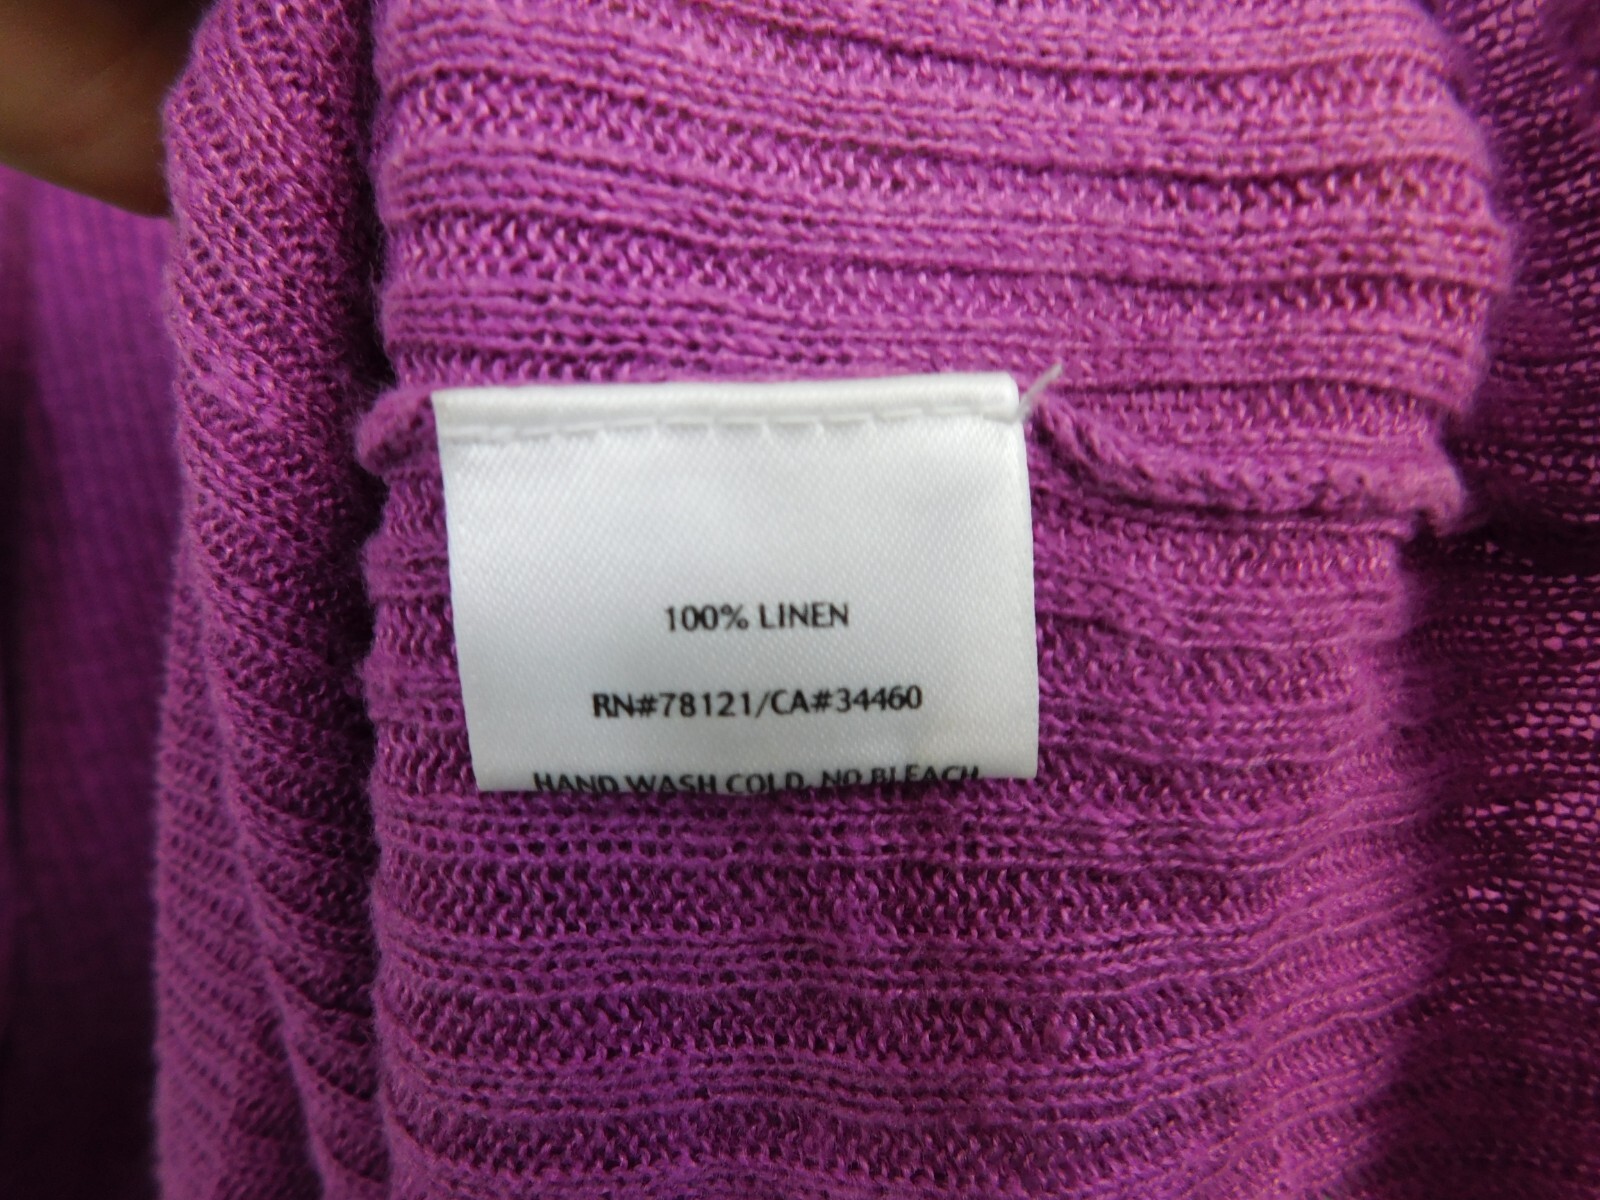 100% LINEN
RN#78121/CA#34460
HAND WASH COLD, NO BLEACH